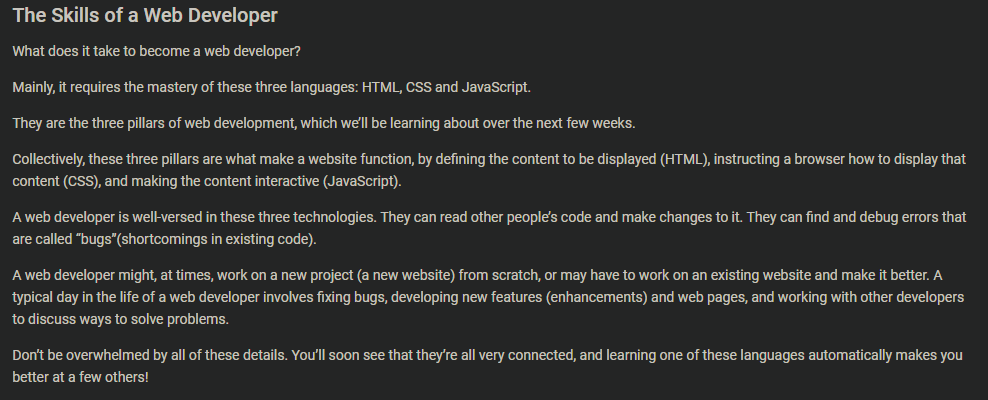 The Skills of a Web Developer
What does it take to become a web developer?
Mainly, it requires the mastery of these three languages: HTML, CSS and JavaScript.
They are the three pillars of web development, which we’ll be learning about over the next few weeks.
Collectively, these three pillars are what make a website function, by defining the content to be displayed (HTML), instructing a browser how to display that
content (CSS), and making the content interactive (JavaScript).
A web developer is well-versed in these three technologies. They can read other people’s code and make changes to it. They can find and debug errors that
are called “bugs”(shortcomings in existing code).
A web developer might, at times, work on a new project (a new website) from scratch, or may have to work on an existing website and make it better. A
typical day in the life of a web developer involves fixing bugs, developing new features (enhancements) and web pages, and working with other developers
to discuss ways to solve problems.
Don’t be overwhelmed by all of these details. You’ll soon see that they’re all very connected, and learning one of these languages automatically makes you
better at a few others!